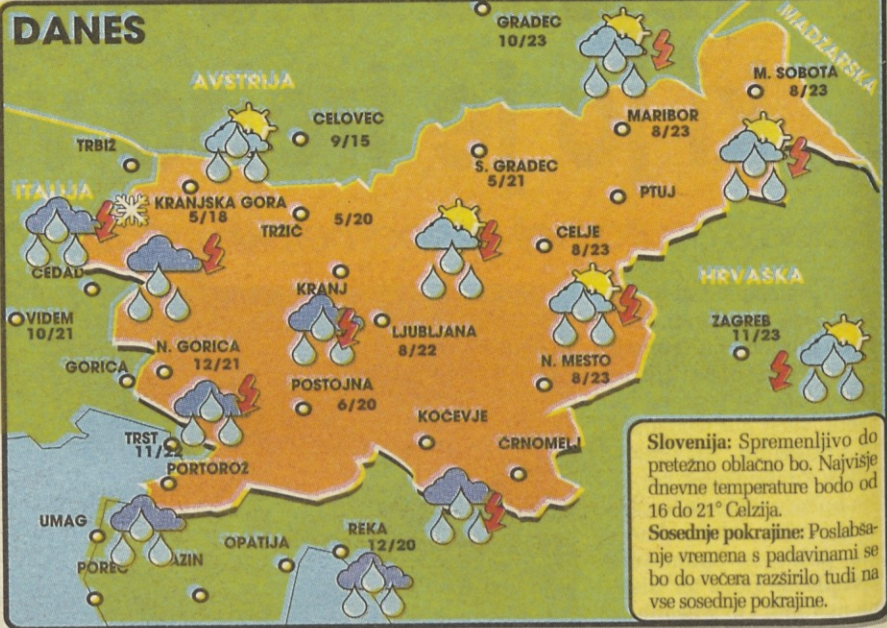 DANES
GRADEC
10/23
MADŽARSKA
AVSTRIJA
M. SOBOTA
8/23
CELOVEC
9/15
MARIBOR
8/23
TRBIŽ
S. GRADEC
5/21
ITALIJA
KRANJSKA GORA
5/18
PTUJ
TRŽIČ
5/20
CELJE
8/23
ČEDAD
HRVAŠKA
KRANJ
VIDEM
10/21
LJUBLJANA
8/22
ZAGREB
11/23
N. GORICA
12/21
GORICA
N. MESTO
8/23
POSTOJNA
6/20
KOČEVJE
TRST
11/22
ČRNOMELJ
PORTOROŽ
UMAG
REKA
12/20
OPATIJA
POREČ
AZIN
Slovenija: Spremenljivo do
pretežno oblačno bo. Najvišje
dnevne temperature bodo od
16 do 21° Celzija.
Sosednje pokrajine: Poslabša-
nje vremena s padavinami se
bo do večera razširilo tudi na
vse sosednje pokrajine.